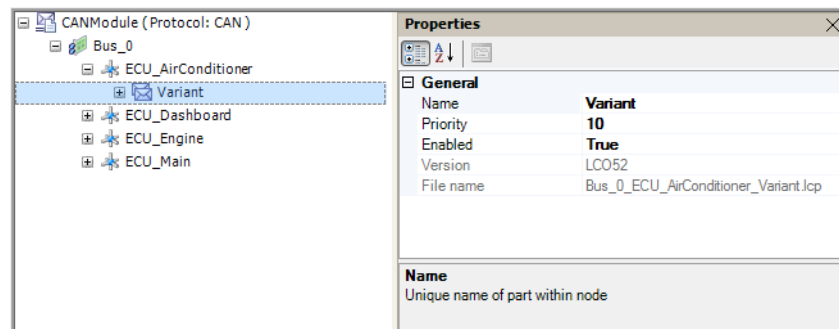 CANModule (Protocol: CAN )
Bus_0
ECU_AirConditioner
Variant
ECU_Dashboard
ECU_Engine
ECU_Main
Properties
General
Name Variant
Priority 10
Enabled True
Version LCO52
File name Bus_0_ECU_AirConditioner_Variant.lcp
Name
Unique name of part within node